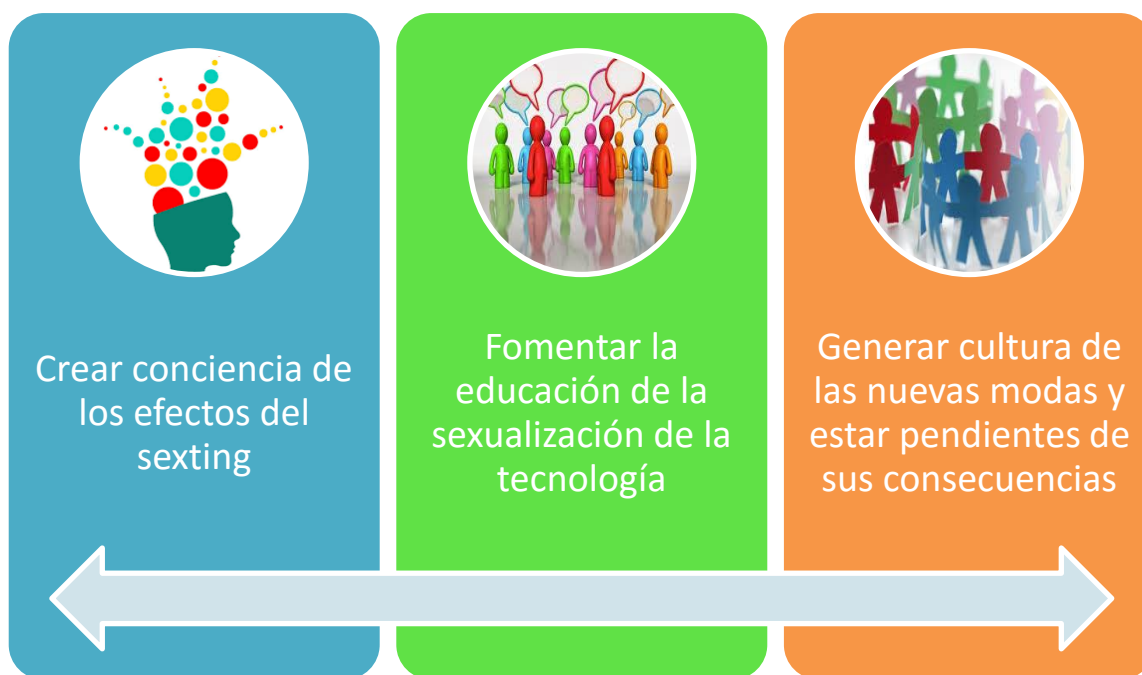 Crear conciencia de
los efectos del
sexting
Fomentar la
educación de la
sexualización de la
tecnología
Generar cultura de
las nuevas modas y
estar pendientes de
sus consecuencias